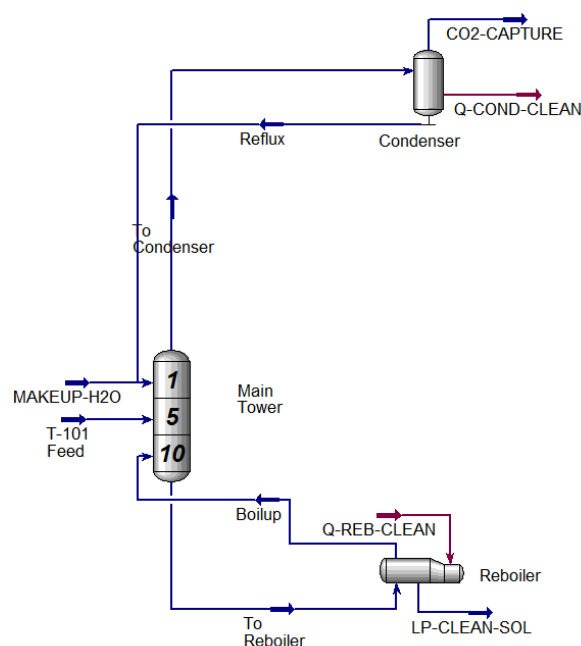 CO2-CAPTURE
Q-COND-CLEAN
Condenser
Reflux
To
Condenser
MAKEUP-H2O
T-101
Feed
1
5
10
Main
Tower
Boilup
Q-REB-CLEAN
Reboiler
To
Reboiler
LP-CLEAN-SOL